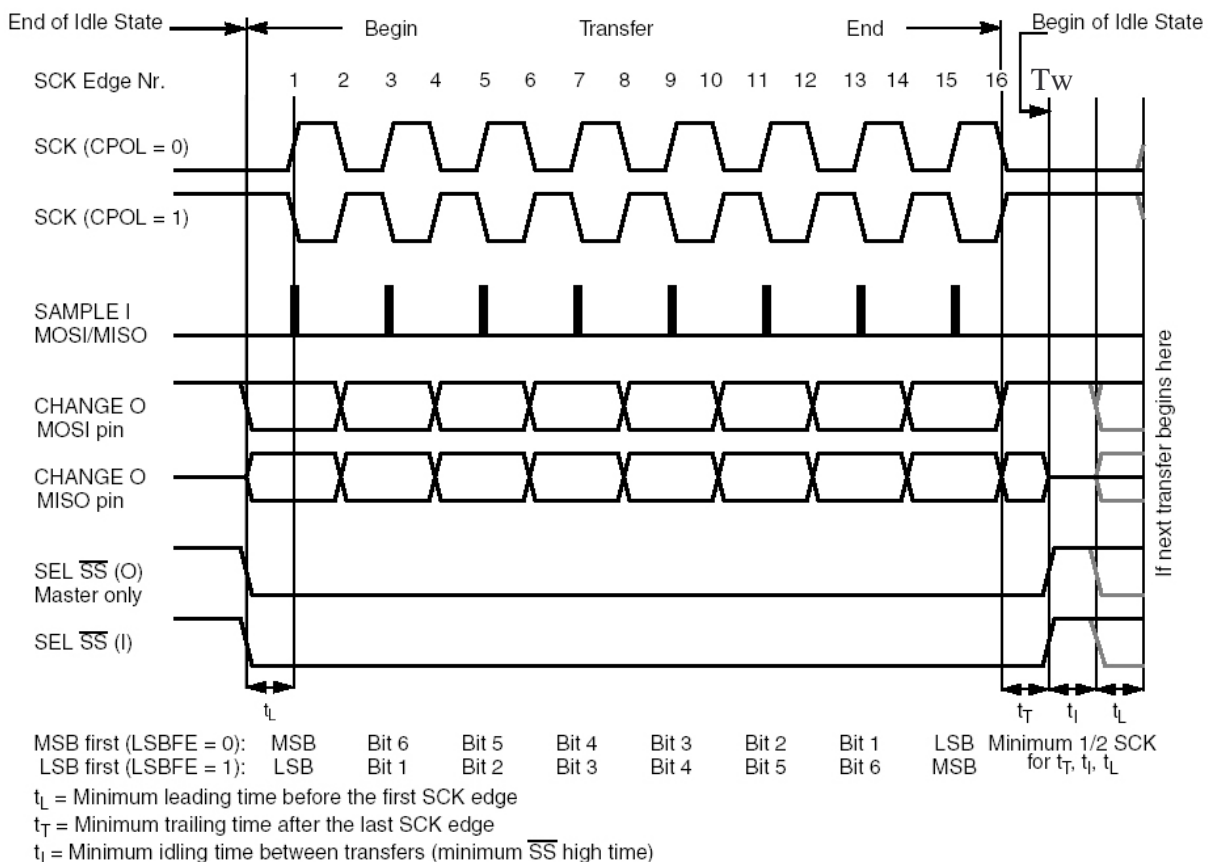 End of Idle State Begin Transfer End Begin of Idle State
SCK Edge Nr. 1 2 3 4 5 6 7 8 9 10 11 12 13 14 15 16 Tw
SCK (CPOL = 0)
SCK (CPOL = 1)
SAMPLE I
MOSI/MISO
CHANGE O
MOSI pin
CHANGE O
MISO pin
SEL SS (O)
Master only
SEL SS (I)
If next transfer begins here
tL tT tI tL
MSB first (LSBFE = 0): MSB Bit 6 Bit 5 Bit 4 Bit 3 Bit 2 Bit 1 LSB Minimum 1/2 SCK
LSB first (LSBFE = 1): LSB Bit 1 Bit 2 Bit 3 Bit 4 Bit 5 Bit 6 MSB for tT, tI, tL
tL = Minimum leading time before the first SCK edge
tT = Minimum trailing time after the last SCK edge
tI = Minimum idling time between transfers (minimum SS high time)